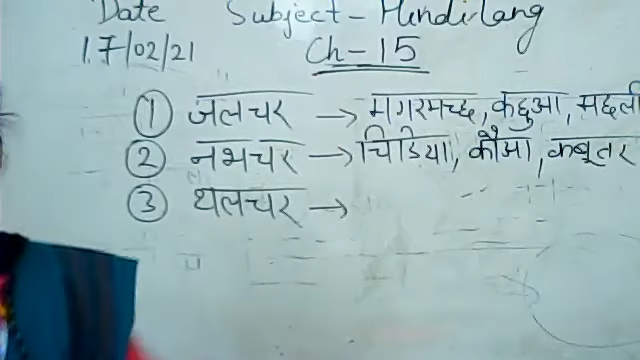 Date Subject - Hindi Lang
17/02/21 Ch - 15
① जलचर → मगरमच्छ, कछुआ, मछली
② नभचर → चिडिया, कौआ, कबूतर
③ थलचर →